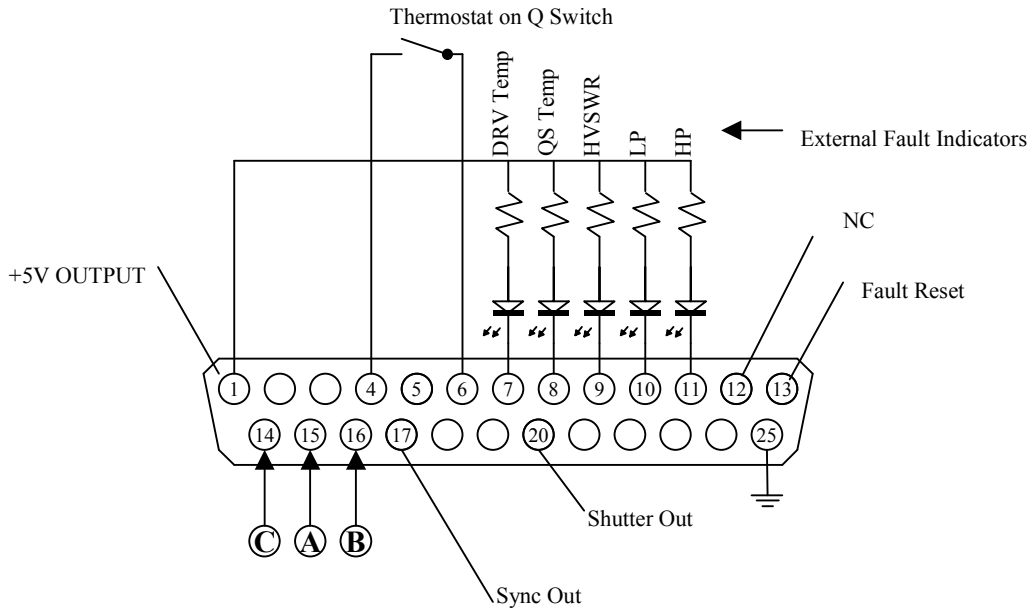 Thermostat on Q Switch
DRV Temp
QS Temp
HVSWR
LP
HP
External Fault Indicators
NC
+5V OUTPUT
Fault Reset
1 4 5 6 7 8 9 10 11 12 13
14 15 16 17 20 25
C A B
Shutter Out
Sync Out